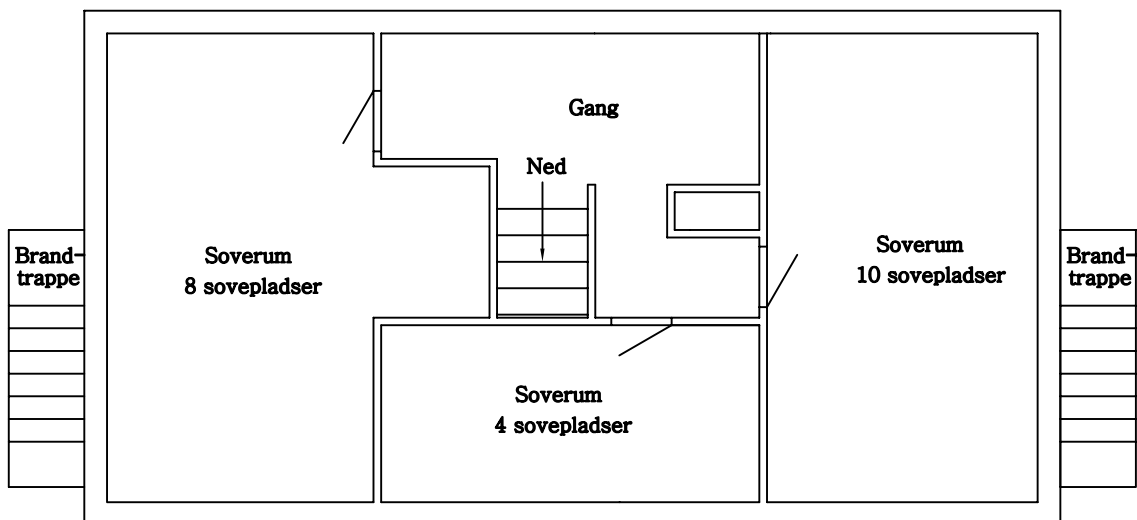 Gang
Ned
Brand-
trappe
Soverum
8 sovepladser
Soverum
10 sovepladser
Brand-
trappe
Soverum
4 sovepladser